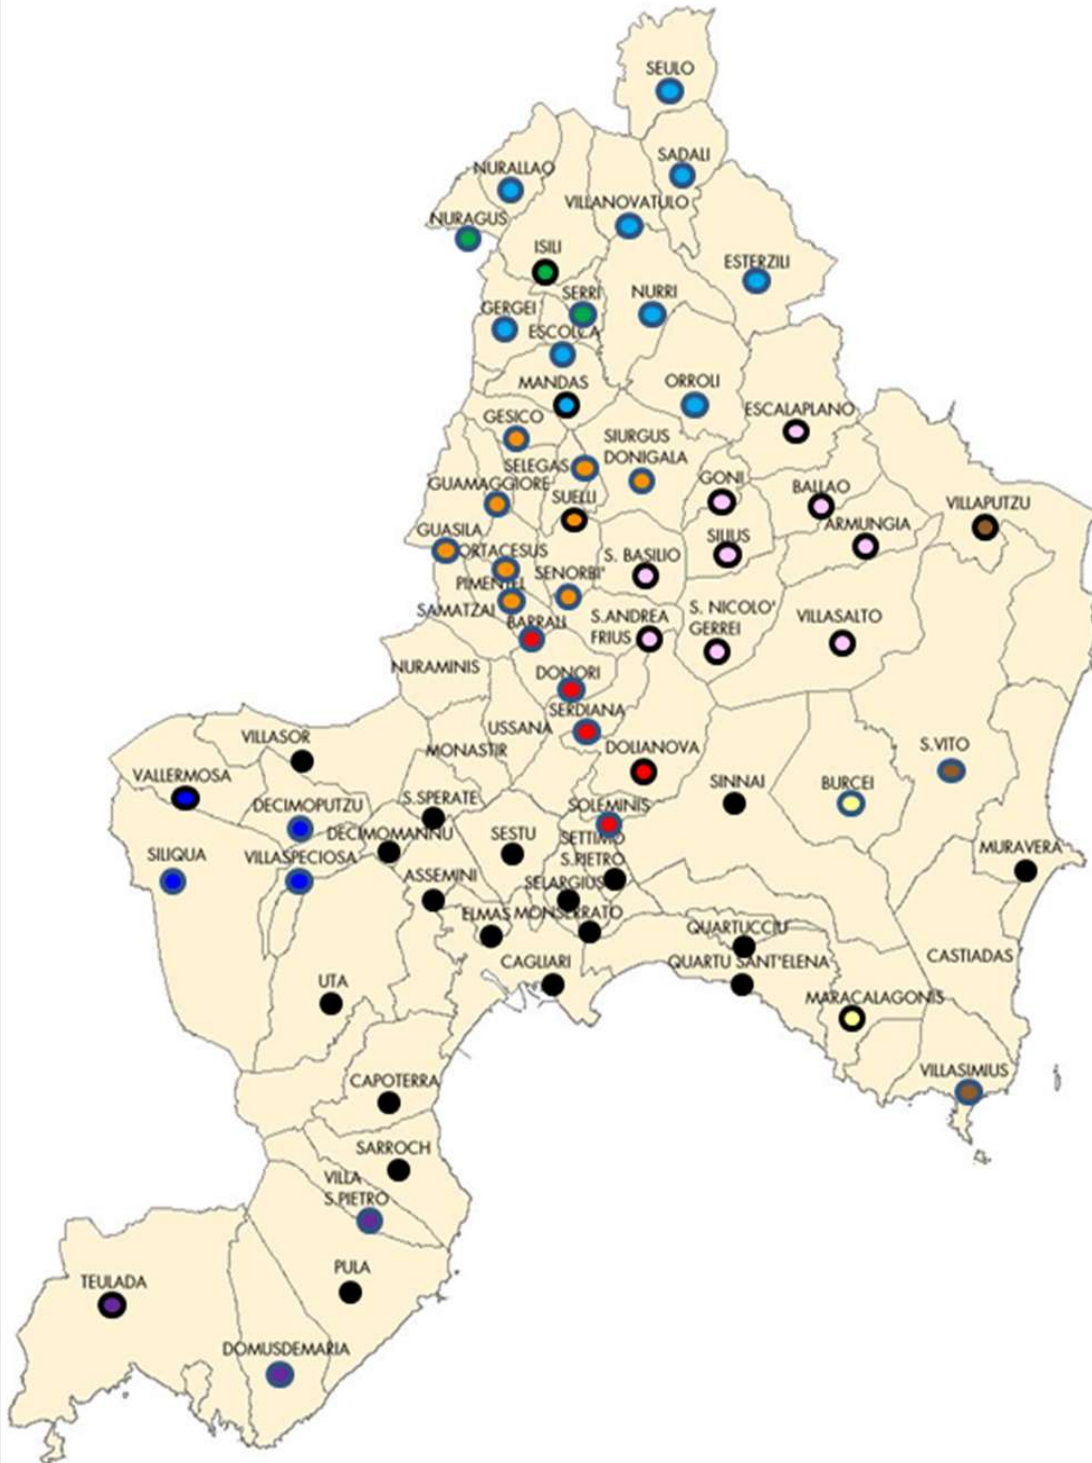 SEULO
SADALI
NURALLAO
VILLANOVATULO
NURAGUS
ISILI
ESTERZILI
SERRI
NURRI
GERGEI
ESCOLCA
MANDAS
ORROLI
ESCALAPLANO
GESICO
SIURGUS
DONIGALA
SELEGAS
GUAMAGGIORE
SUELLI
GONI
BALLAO
VILLAPUTZU
GUASILA
ARMUNGIA
ORTACESUS
S. BASILIO
SILIUS
PIMENTEL
SENORBI'
SAMATZAI
BARRALI
S.ANDREA
FRIUS
S. NICOLO'
GERREI
VILLASALTO
NURAMINIS
DONORI
SERDIANA
USSANA
VILLASOR
MONASTIR
DOLIANOVA
S.VITO
VALLERMOSA
SINNAI
BURCEI
DECIMOPUTZU
S.SPERATE
SOLEMINIS
DECIMOMANNU
SESTU
SETTIMO
S.PIETRO
SILIQUA
VILLASPECIOSA
MURAVERA
ASSEMINI
SELARGIUS
ELMAS
MONSERRATO
QUARTUCCIU
CASTIADAS
CAGLIARI
QUARTU SANT'ELENA
UTA
MARACALAGONIS
VILLASIMIUS
CAPOTERRA
SARROCH
VILLA
S.PIETRO
PULA
TEULADA
DOMUSDEMARIA